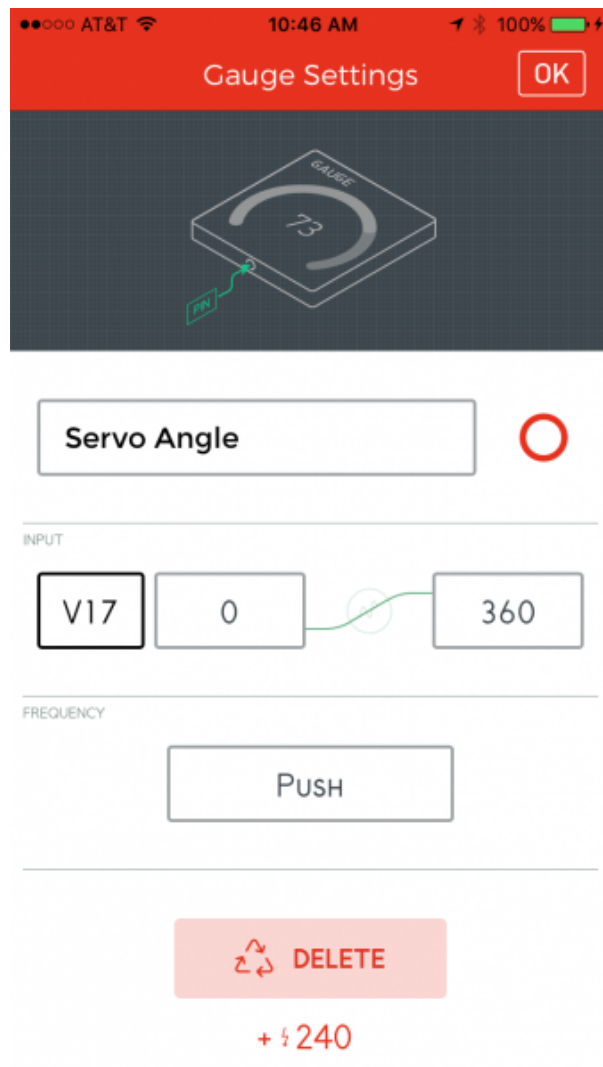 AT&T 10:46 AM 100%
Gauge Settings OK
GAUGE
73
PIN
Servo Angle
INPUT
V17 0 360
FREQUENCY
PUSH
DELETE
+ 240